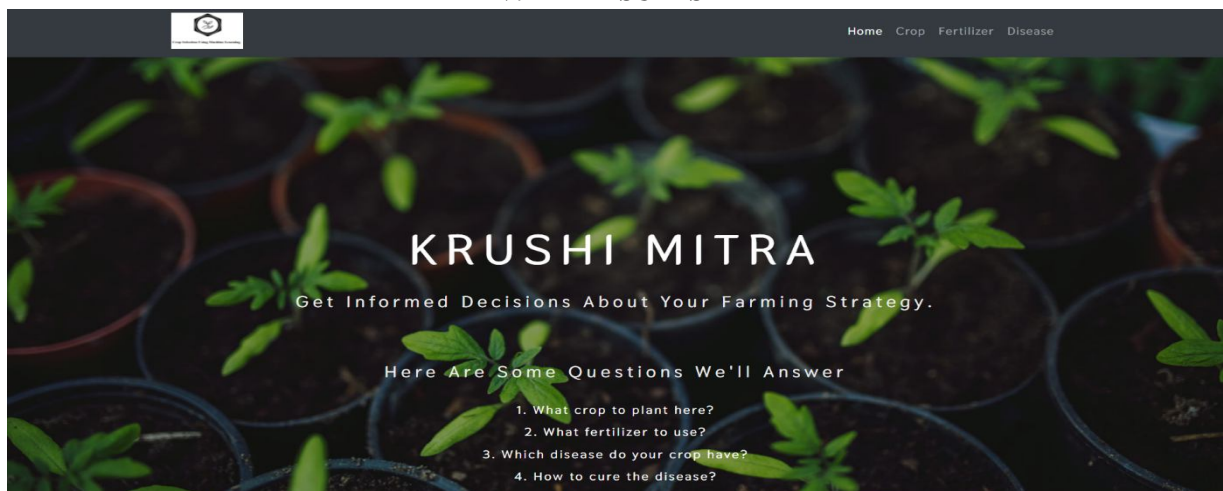 Home Crop Fertilizer Disease
KRUSHI MITRA
Get Informed Decisions About Your Farming Strategy.
Here Are Some Questions We'll Answer
1. What crop to plant here?
2. What fertilizer to use?
3. Which disease do your crop have?
4. How to cure the disease?